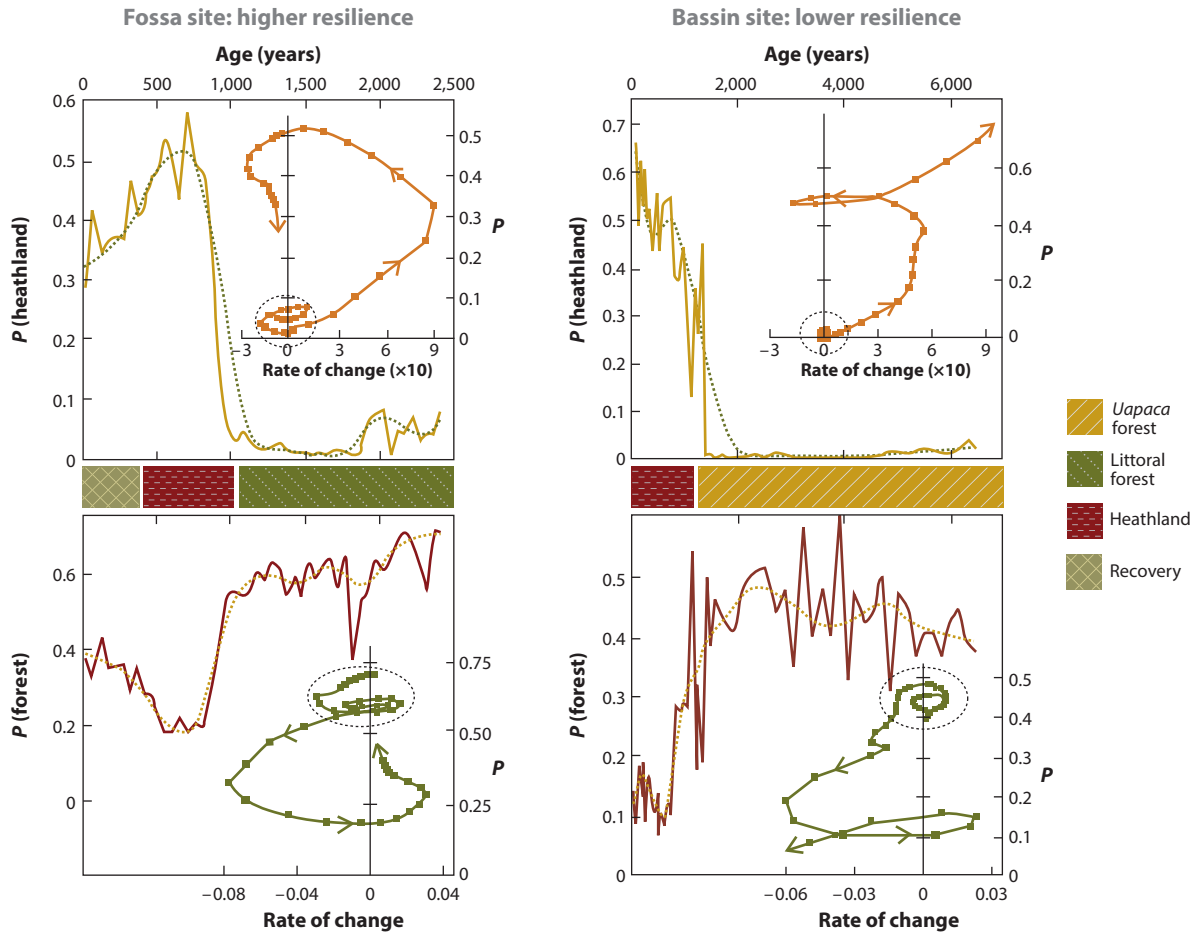 Fossa site: higher resilience
Age (years)
0 500 1,000 1,500 2,000 2,500
0.6
0.5
0.4
0.3
0.2
0.1
0
P (heathland)
0.5
0.4
0.3
0.2
0.1
0
P
−3 0 3 6 9
Rate of change (×10)
0.6
0.4
0.2
0
P (forest)
0.75
0.50
0.25
0
P
−0.08 −0.04 0 0.04
Rate of change
Bassin site: lower resilience
Age (years)
0 2,000 4,000 6,000
0.7
0.6
0.5
0.4
0.3
0.2
0.1
0
P (heathland)
0.6
0.4
0.2
0
P
−3 0 3 6 9
Rate of change (×10)
0.5
0.4
0.3
0.2
0.1
0
P (forest)
0.5
0.4
0.3
0.2
0.1
0
P
−0.06 0 0.03
Rate of change
Uapaca
forest
Littoral
forest
Heathland
Recovery